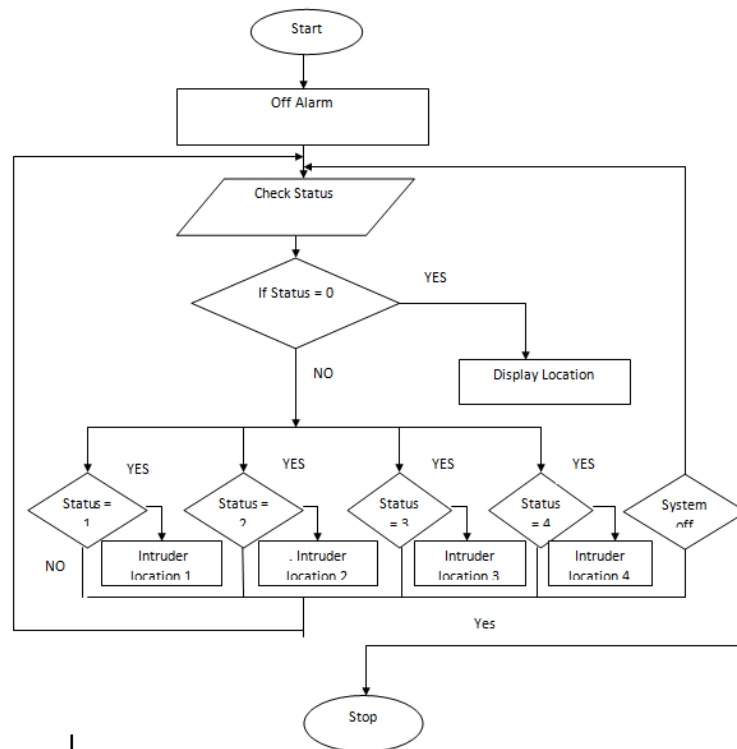 Start
Off Alarm
Check Status
If Status = 0
YES
Display Location
NO
YES
YES
YES
YES
Status =
1
Status =
2
Status
= 3
Status
= 4
System
off
NO
Intruder
location 1
. Intruder
location 2
Intruder
location 3
Intruder
location 4
Yes
Stop